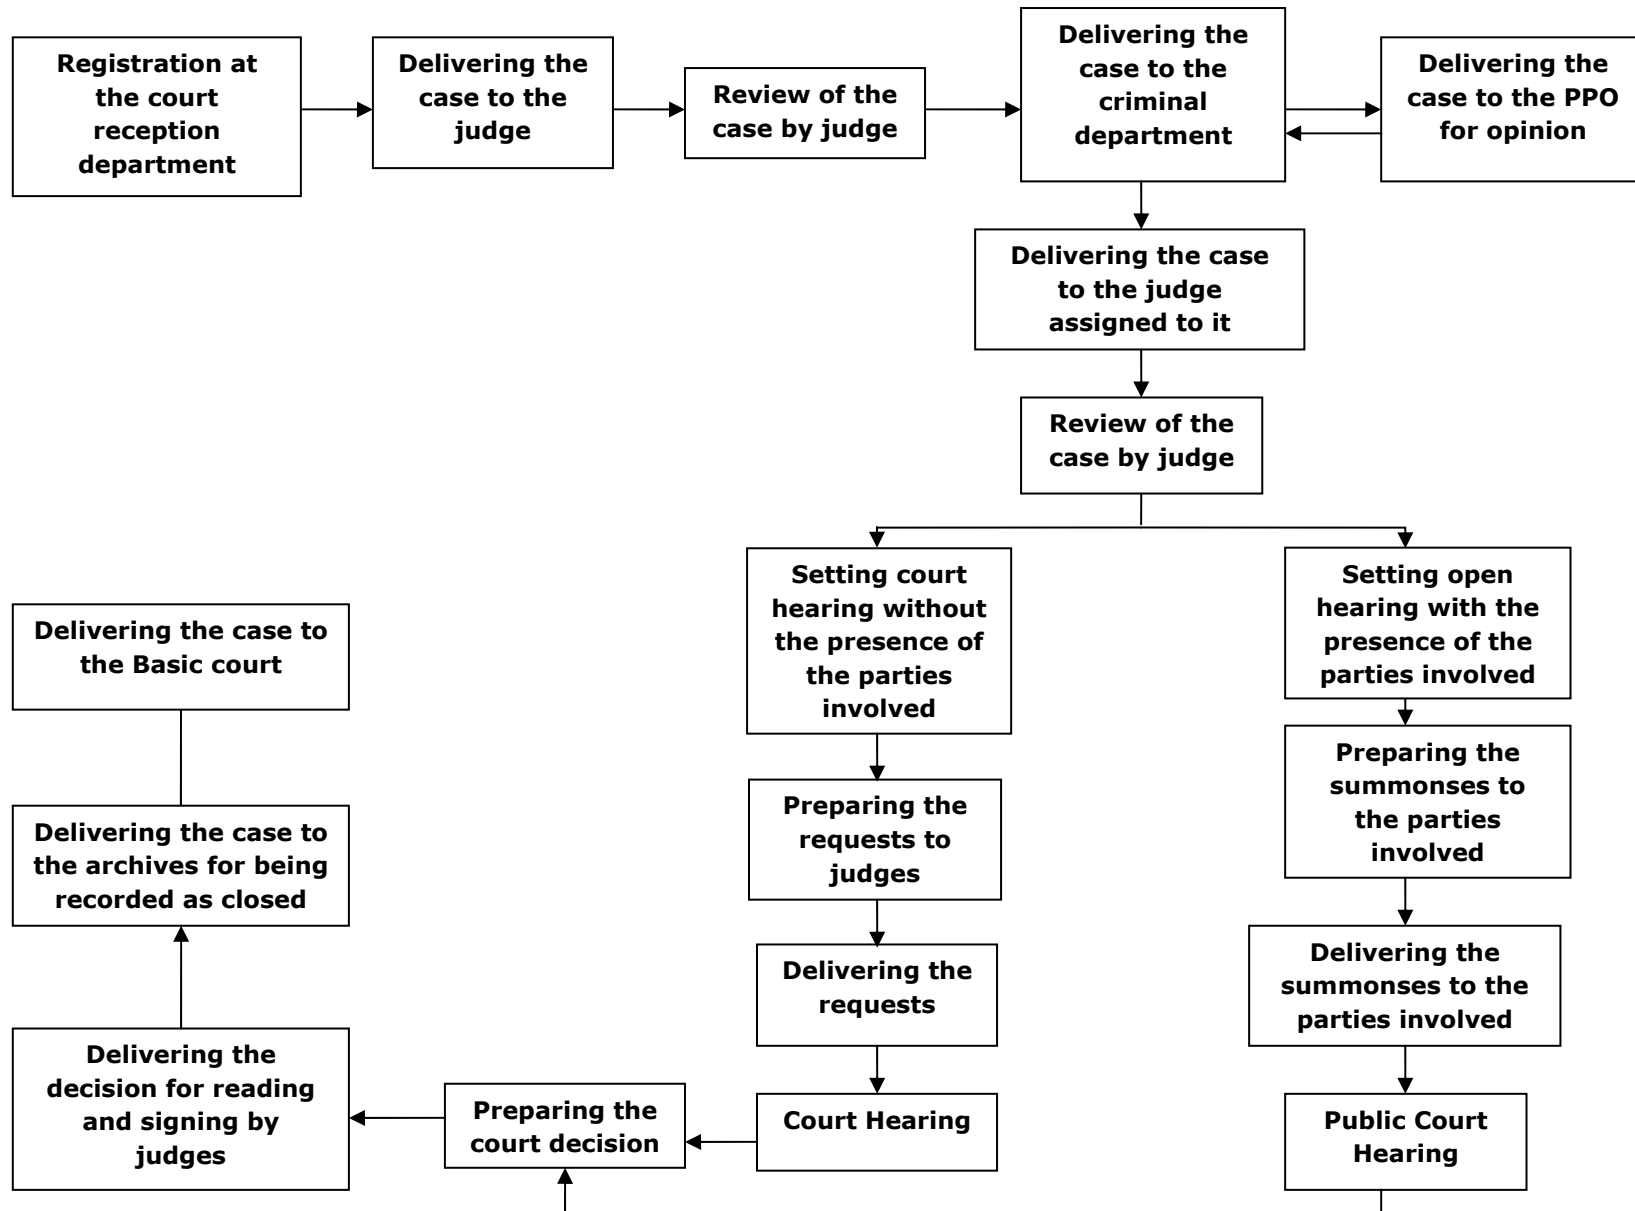 Registration at
the court
reception
department
Delivering the
case to the
judge
Review of the
case by judge
Delivering the
case to the
criminal
department
Delivering the
case to the PPO
for opinion
Delivering the case
to the judge
assigned to it
Review of the
case by judge
Setting court
hearing without
the presence of
the parties
involved
Setting open
hearing with the
presence of the
parties involved
Preparing the
requests to
judges
Preparing the
summonses to
the parties
involved
Delivering the
requests
Delivering the
summonses to the
parties involved
Court Hearing
Public Court
Hearing
Preparing the
court decision
Delivering the
decision for reading
and signing by
judges
Delivering the case to
the archives for being
recorded as closed
Delivering the case to
the Basic court